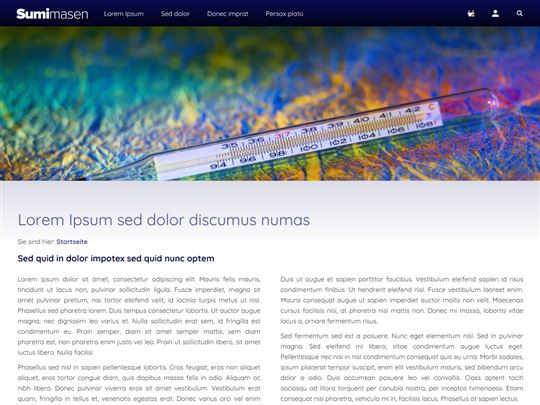 Sumimasen
Lorem Ipsum
Sed dolor
Donec imprat
Persox plato
35 36 37 38 39 40 41 42 C
94 96 98 100 102 104 106 108
Lorem Ipsum sed dolor discumus numas
Sie sind hier: Startseite
Sed quid in dolor impotex sed quid nunc optem
Lorem ipsum dolor sit amet, consectetur adipiscing elit. Mauris felis mauris,
tincidunt ut lacus non, pulvinar sollicitudin ligula. Fusce imperdiet, magna sit
amet pulvinar pretium, nisi tortor eleifend velit, id lacinia turpis metus ut nisl.
Phasellus sed pharetra lorem. Duis tempus consectetur lobortis. Ut auctor augue
magna, nec dignissim leo varius et. Nulla sollicitudin erat sem, id fringilla est
condimentum eu. Proin semper, diam sit amet semper mattis, sem diam
pharetra est, non pharetra enim justo vel leo. Proin ut sollicitudin libero, sit amet
luctus libero. Nulla facilisi.
Phasellus sed nisl in sapien pellentesque lobortis. Cras feugiat, eros non aliquet
aliquet, eros tortor congue diam, quis dapibus massa felis in odio. Aliquam ac
nibh libero. Donec pulvinar viverra eros sit amet vestibulum. Vestibulum erat
quam, fringilla in tellus et, venenatis egestas erat. Donec varius orci vel enim
Duis ut augue et sapien porttitor faucibus. Vestibulum eleifend sapien id risus
condimentum finibus. Ut hendrerit eleifend nisl. Fusce vestibulum laoreet enim.
Mauris consequat augue ut sapien imperdiet auctor mollis non velit. Maecenas
cursus facilisis nisl, at pharetra nisi mattis non. Donec mi massa, lobortis vitae
lacus a, ornare fermentum risus.
Sed fermentum sed est a posuere. Nunc eget elementum nisl. Sed in pulvinar
magna. Sed eleifend mi libero, vitae condimentum augue luctus eget.
Pellentesque nec nisi in nisl condimentum consequat quis eu urna. Morbi sodales,
ipsum placerat tempor suscipit, enim elit vestibulum mauris, sed bibendum arcu
dolor a odio. Duis accumsan posuere leo vel convallis. Class aptent taciti
sociosqu ad litora torquent per conubia nostra, per inceptos himenaeos. Etiam
consequat nisi pharetra, vehicula mi in, facilisis lacus. Phasellus at sapien lectus.